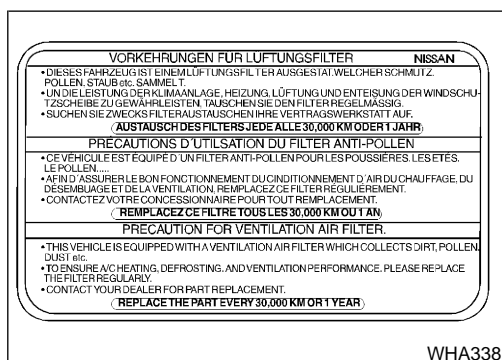 VORKEHRUNGEN FUR LUFTUNGSFILTER NISSAN
• DIESES FAHRZEUG IST EINEM LÜFTUNGSFILTER AUSGESTAT. WELCHER SCHMUTZ.
POLLEN, STAUB etc. SAMMELT.
• UN DIE LEISTUNG DER KLIMAANLAGE, HEIZUNG, LÜFTUNG UND ENTEISUNG DER WINDSCHU-
TZSCHEIBE ZU GEWÄHRLEISTEN, TAUSCHEN SIE DEN FILTER REGELMÄSSIG.
• SUCHEN SIE ZWECKS FILTERAUSTAUSCHEN IHRE VERTRAGSWERKSTATT AUF.
AUSTAUSCH DES FILTERS JEDE ALLE 30,000 KM ODER 1 JAHR
PRÉCAUTIONS D´UTILSATION DU FILTER ANTI-POLLEN
• CE VÉHICULE EST ÉQUIPÉ D´UN FILTER ANTI-POLLEN POUR LES POUSSIÈRES. LES ETÉS.
LE POLLEN.....
• AFIN D´ASSURER LE BON FONCTIONNEMENT DU CINDITIONNEMENT D´AIR DU CHAUFFAGE, DU
DÉSEMBUAGE ET DE LA VENTILATION, REMPLACEZ CE FILTER RÉGULIÈREMENT.
• CONTACTEZ VOTRE CONCESSIONNAIRE POUR TOUT REMPLACEMENT.
REMPLACEZ CE FILTRE TOUS LES 30,000 KM OU 1 AN
PRECAUTION FOR VENTILATION AIR FILTER.
• THIS VEHICLE IS EQUIPPED WITH A VENTILATION AIR FILTER WHICH COLLECTS DIRT, POLLEN,
DUST etc.
• TO ENSURE A/C HEATING, DEFROSTING. AND VENTILATION PERFORMANCE. PLEASE REPLACE
THE FILTER REGULARLY.
• CONTACT YOUR DEALER FOR PART REPLACEMENT.
REPLACE THE PART EVERY 30,000 KM OR 1 YEAR
WHA338